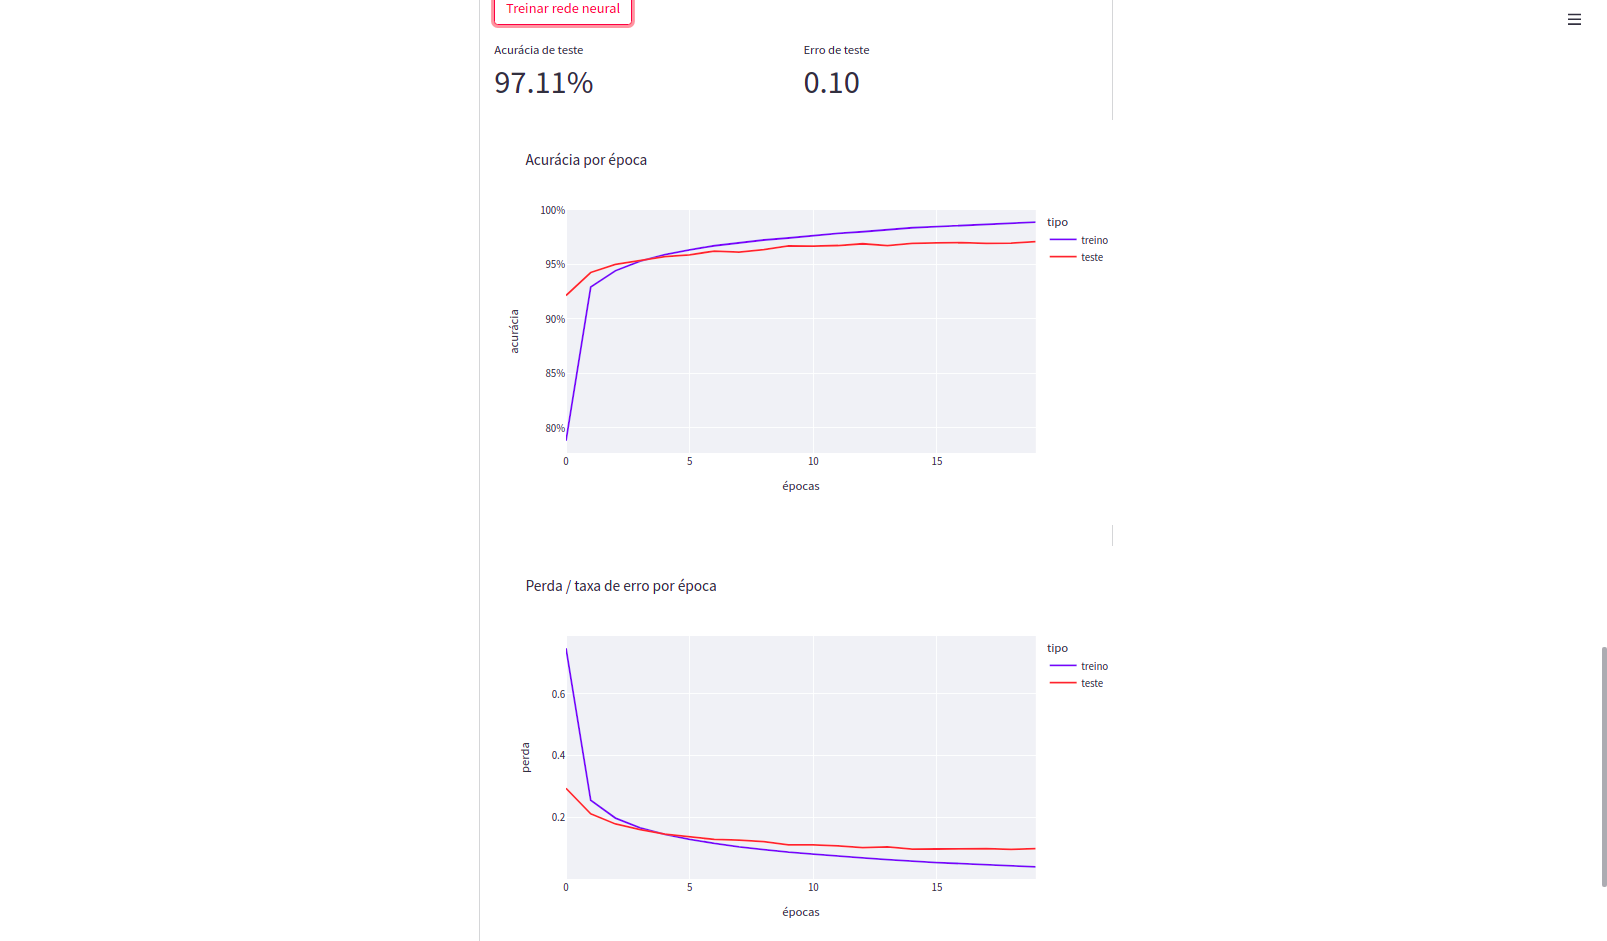 Treinar rede neural
Acurácia de teste
97.11%
Erro de teste
0.10
Acurácia por época
100%
95%
90%
85%
80%
acurácia
0 5 10 15
épocas
tipo
treino
teste
Perda / taxa de erro por época
0.6
0.4
0.2
perda
0 5 10 15
épocas
tipo
treino
teste